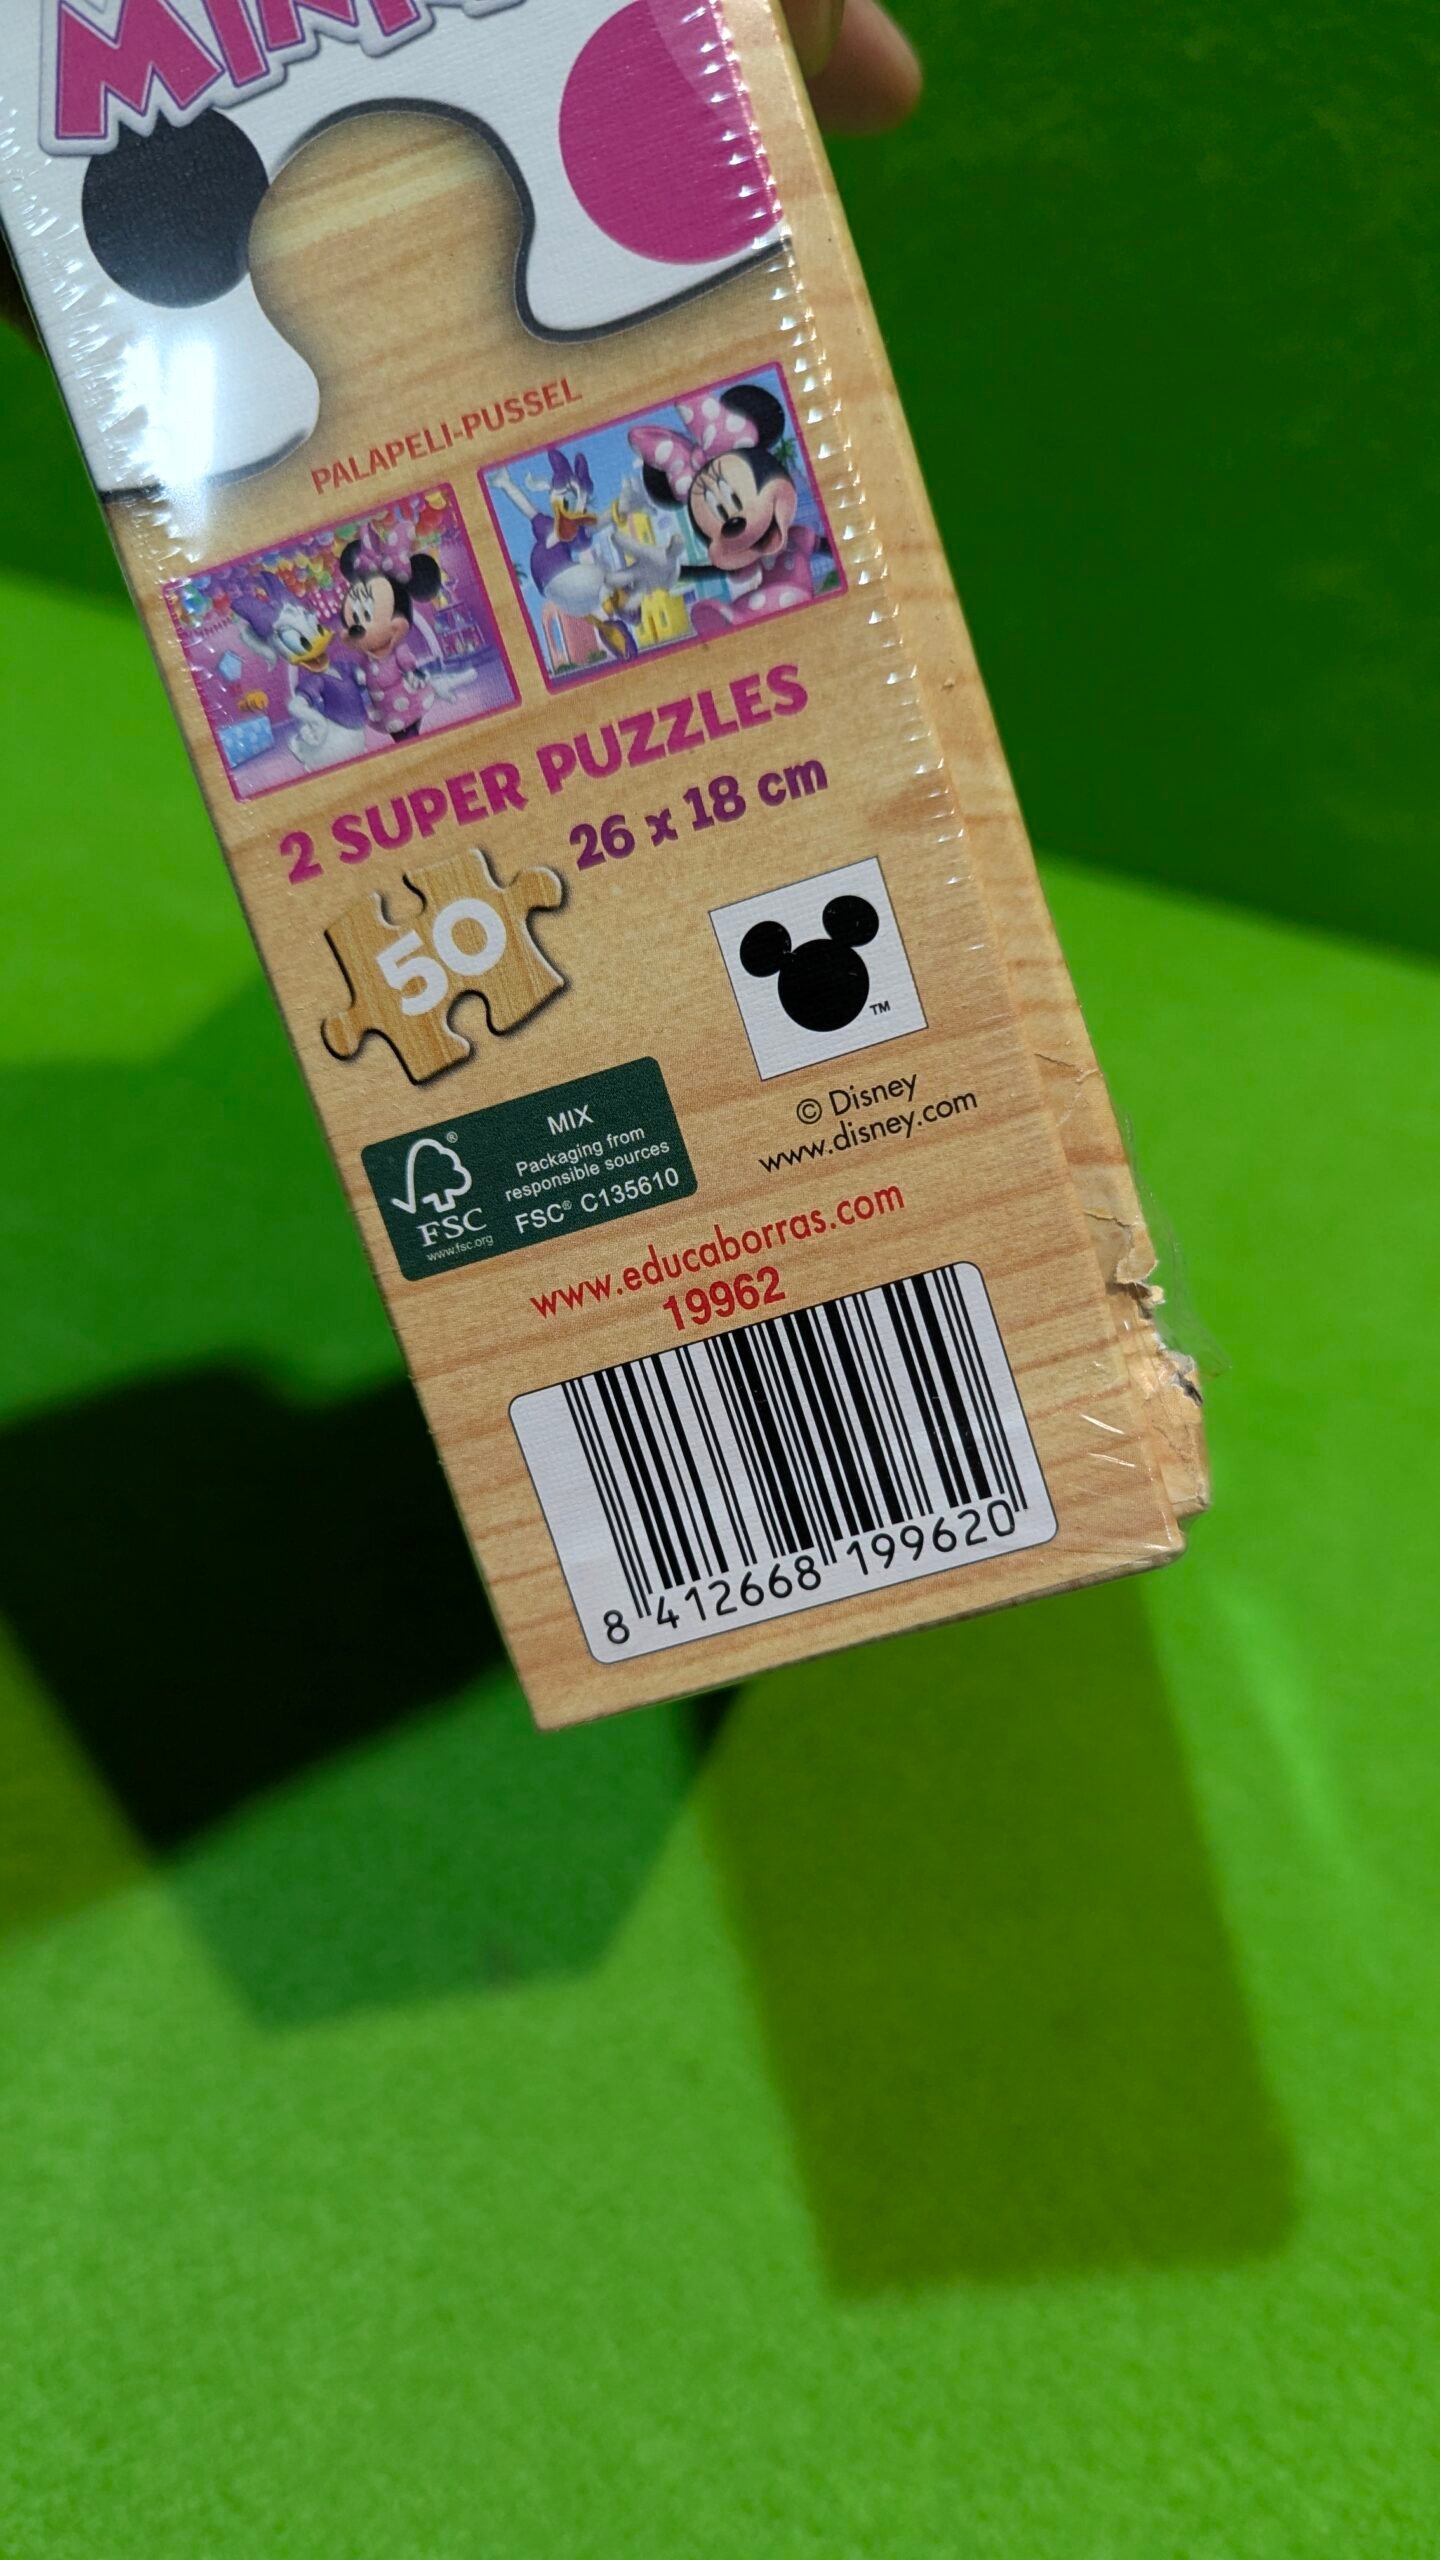 PALAPELI-PUSSEL
2 SUPER PUZZLES
26 x 18 cm
50
TM
© Disney
www.disney.com
MIX
Packaging from
responsible sources
FSC® C135610
®
FSC
www.fsc.org
www.educaborras.com
19962
8 412668 199620